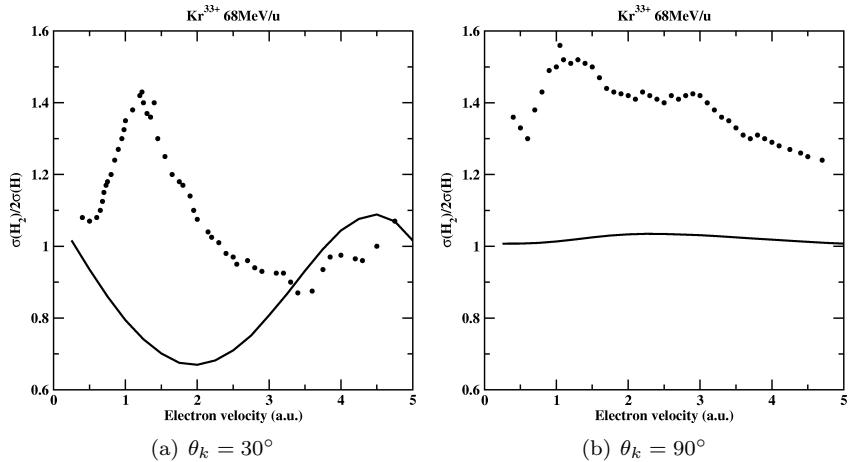 Kr³³⁺ 68MeV/u
1.6
1.4
1.2
1
0.8
0.6
σ(H₂)/2σ(H)
0 1 2 3 4 5
Electron velocity (a.u.)
(a) θₖ = 30°
Kr³³⁺ 68MeV/u
1.6
1.4
1.2
1
0.8
0.6
σ(H₂)/2σ(H)
0 1 2 3 4 5
Electron velocity (a.u.)
(b) θₖ = 90°